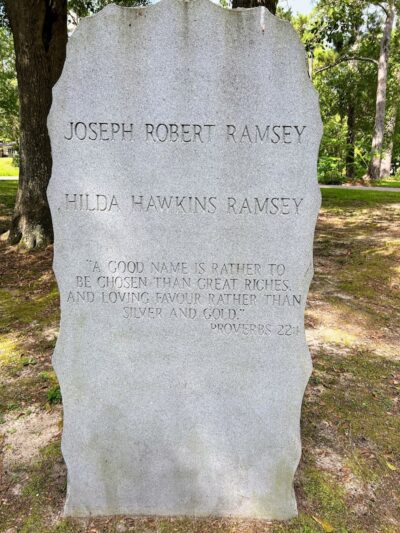 JOSEPH ROBERT RAMSEY
HILDA HAWKINS RAMSEY
"A GOOD NAME IS RATHER TO
BE CHOSEN THAN GREAT RICHES,
AND LOVING FAVOUR RATHER THAN
SILVER AND GOLD."
PROVERBS 22:1